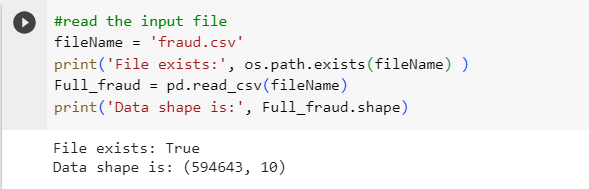 #read the input file
fileName = 'fraud.csv'
print('File exists:', os.path.exists(fileName) )
Full_fraud = pd.read_csv(fileName)
print('Data shape is:', Full_fraud.shape)
File exists: True
Data shape is: (594643, 10)